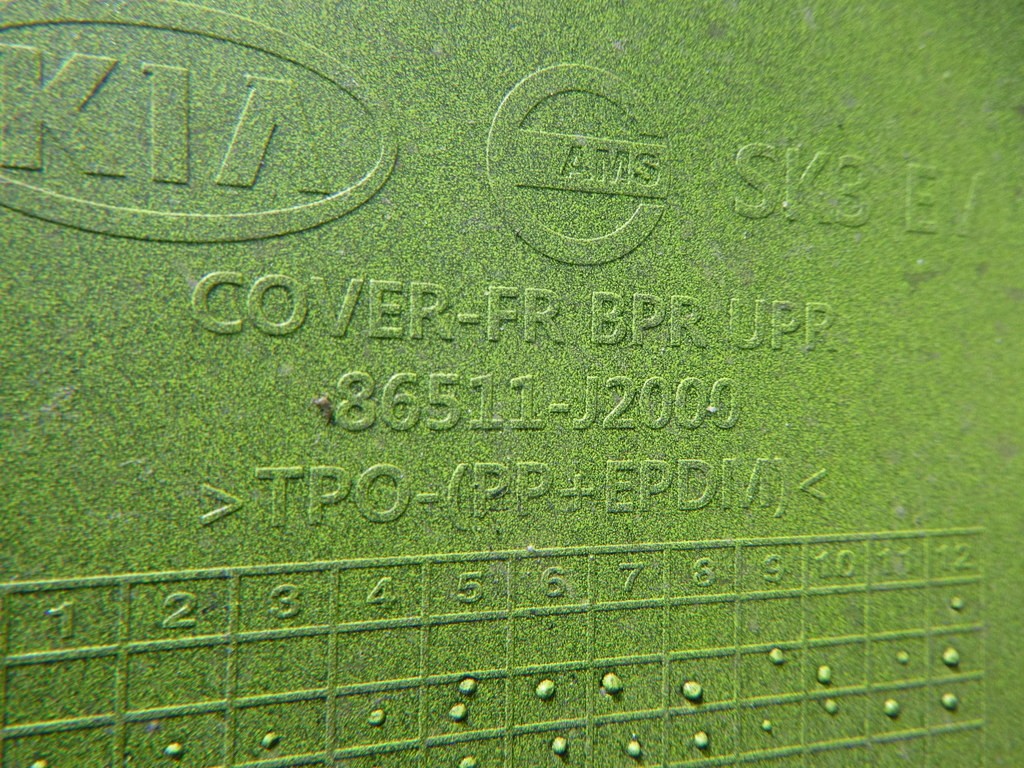 KIA AMS SK3 E/
COVER-FR BPR UPR
86511-J2000
>TPO-(PP+EPDM)<
1 2 3 4 5 6 7 8 9 10 11 12